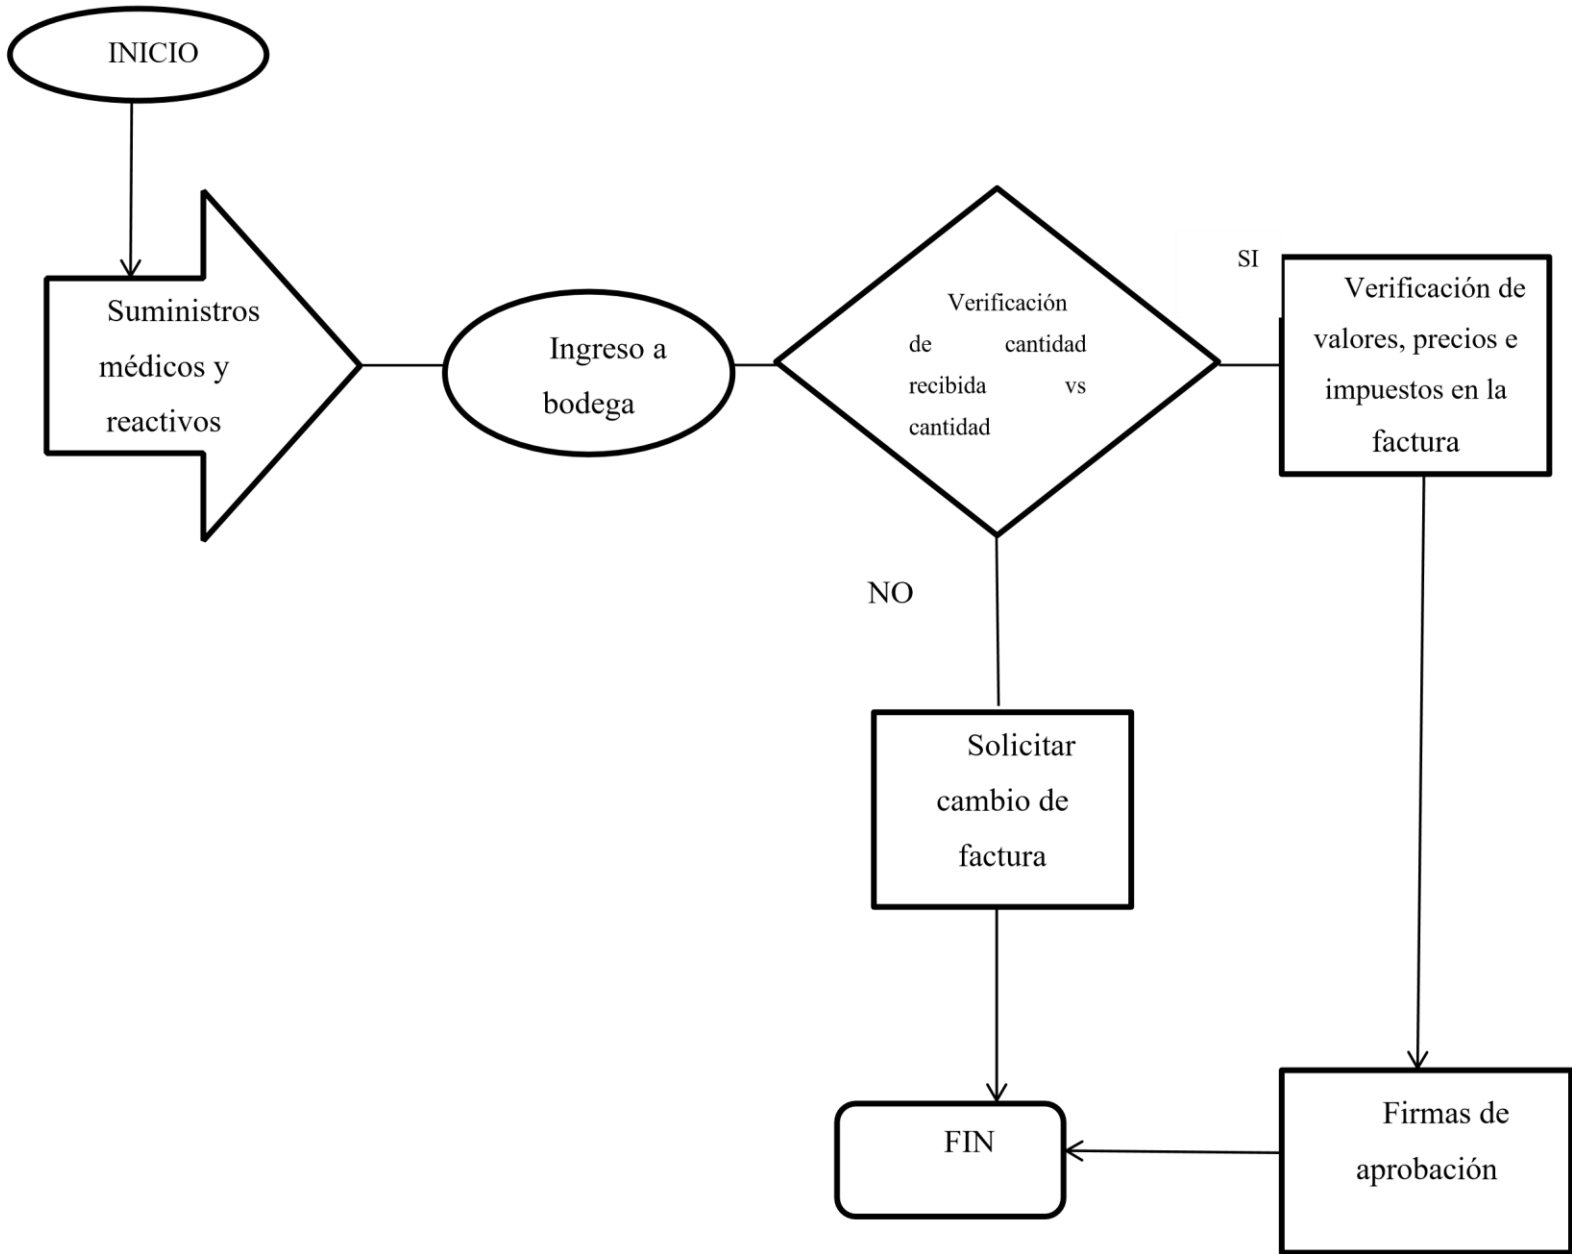 INICIO
Suministros
médicos y
reactivos
Ingreso a
bodega
Verificación
de cantidad
recibida vs
cantidad
SI
Verificación de
valores, precios e
impuestos en la
factura
NO
Solicitar
cambio de
factura
FIN
Firmas de
aprobación